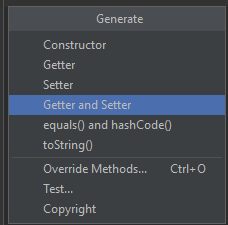 Generate
Constructor
Getter
Setter
Getter and Setter
equals() and hashCode()
toString()
Override Methods... Ctrl+O
Test...
Copyright